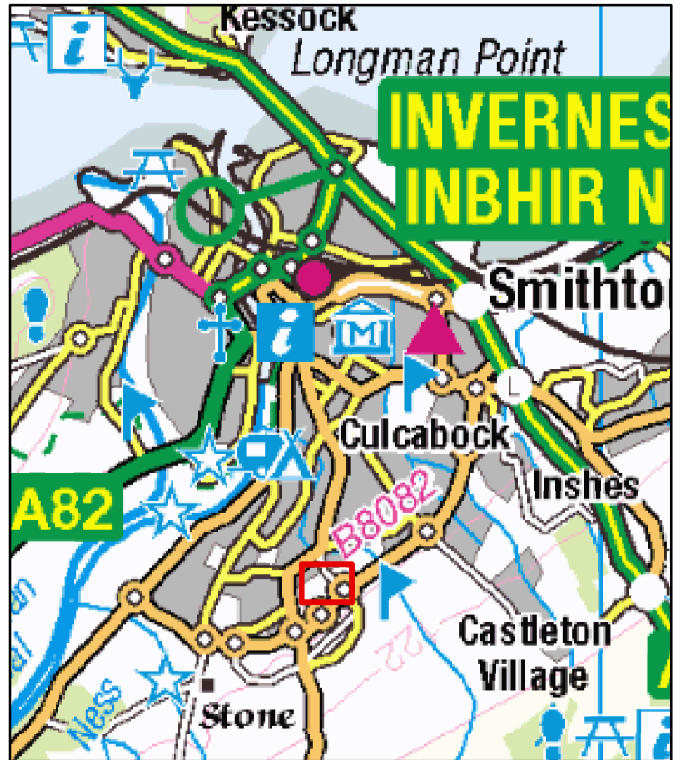 Kessock
Longman Point
INVERNES
INBHIR N
Smithto
Culcabock
B8082
A82
Inshes
Castleton
Village
Ness
Stone
22
L
i
i
M